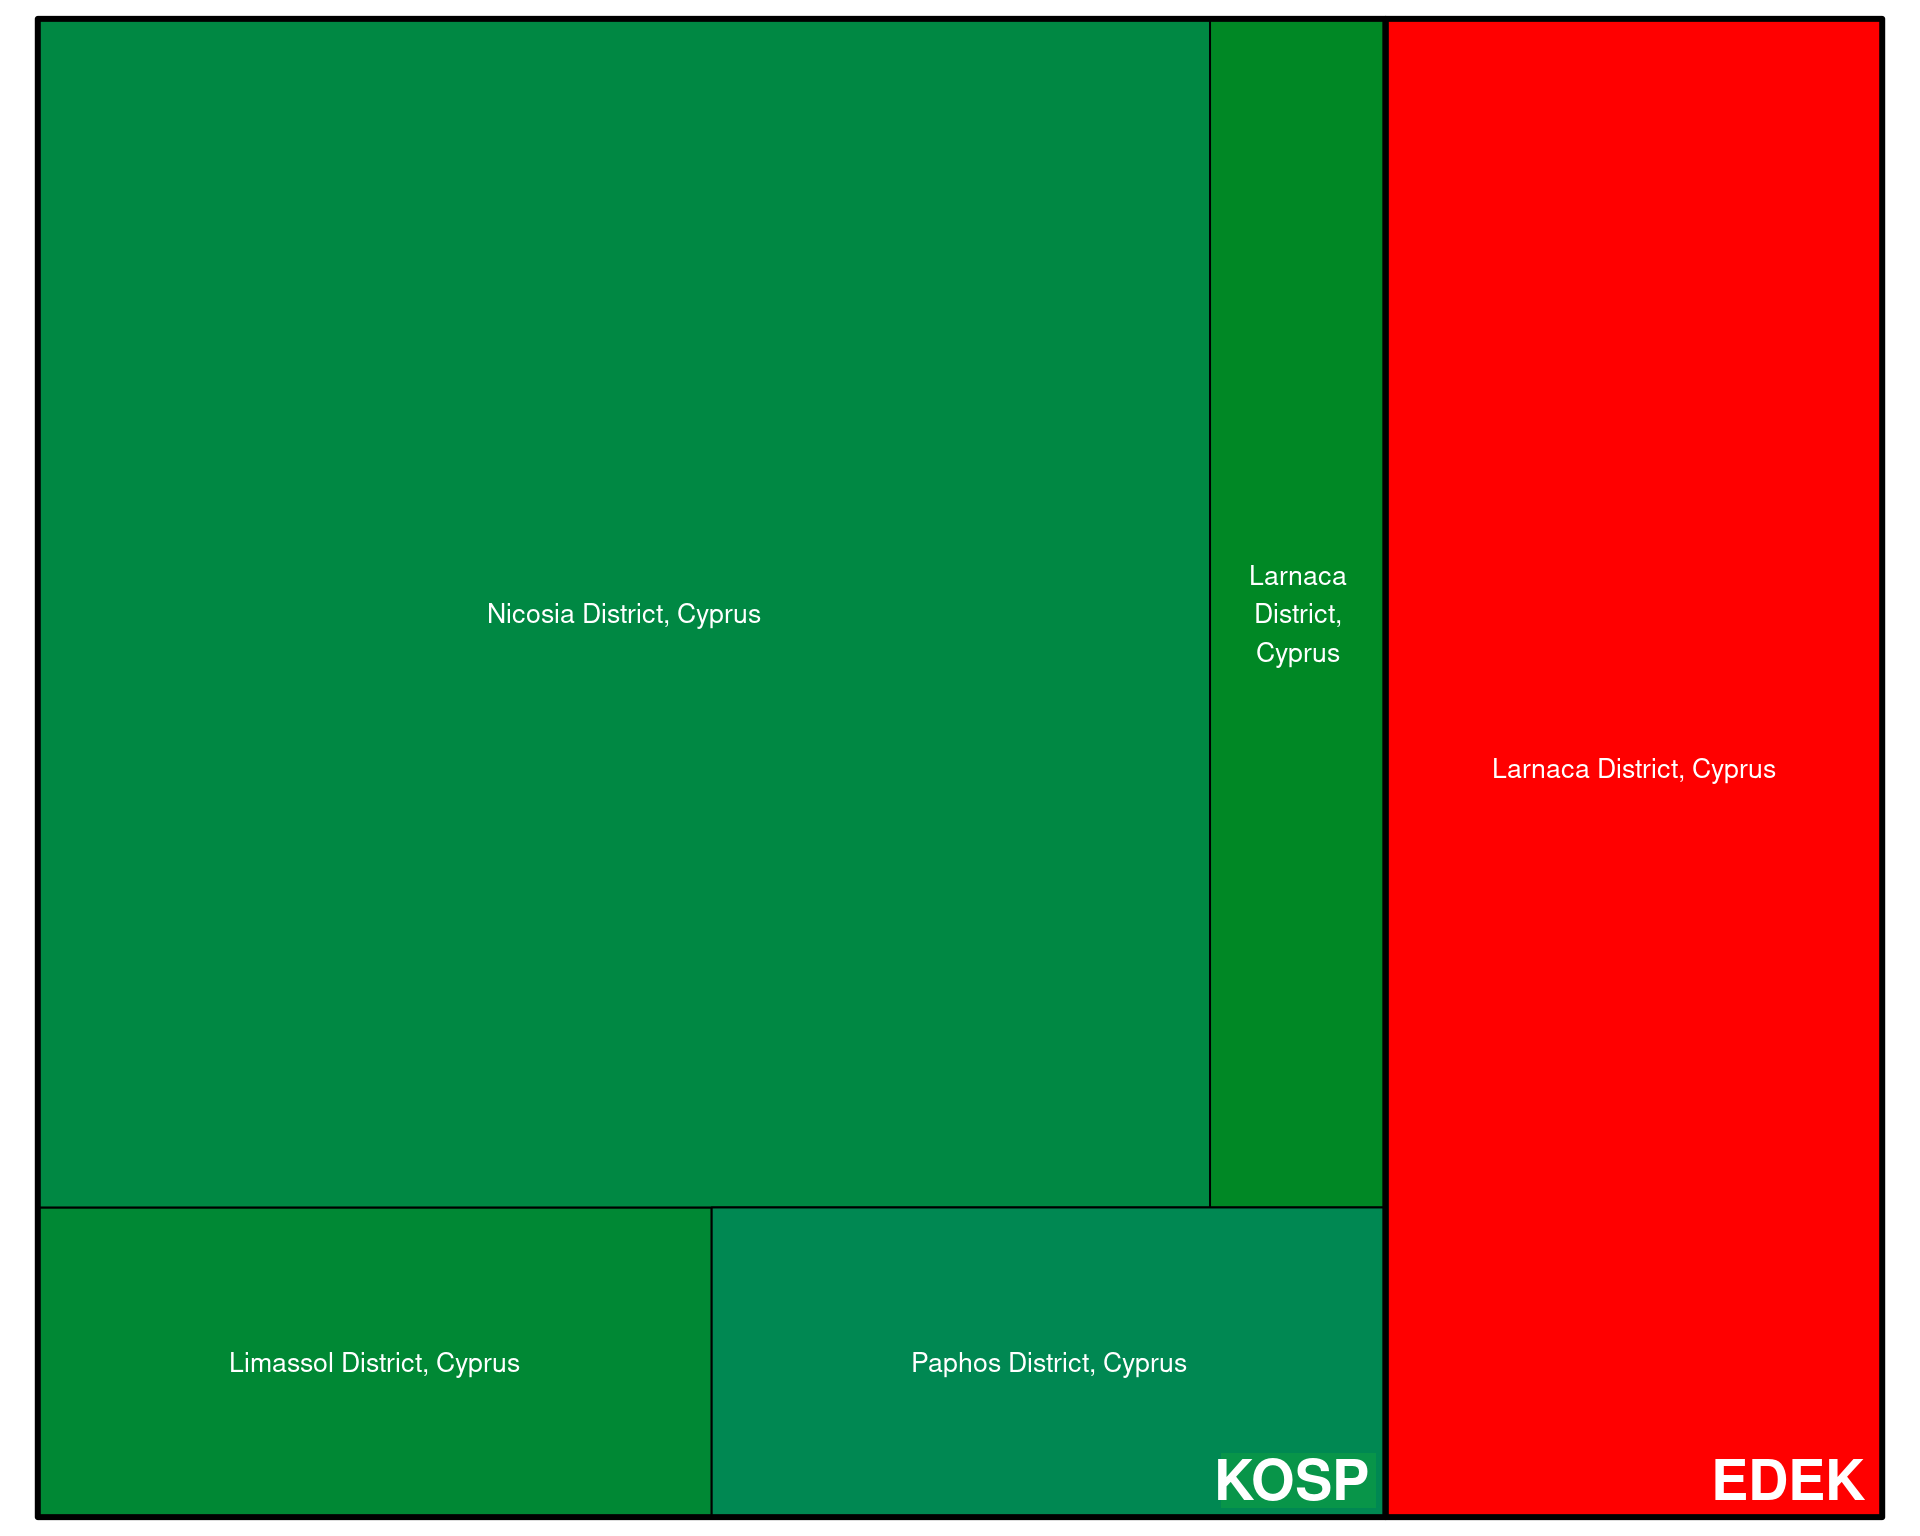 Nicosia District, Cyprus
Larnaca
District,
Cyprus
Larnaca District, Cyprus
Limassol District, Cyprus
Paphos District, Cyprus
KOSP
EDEK